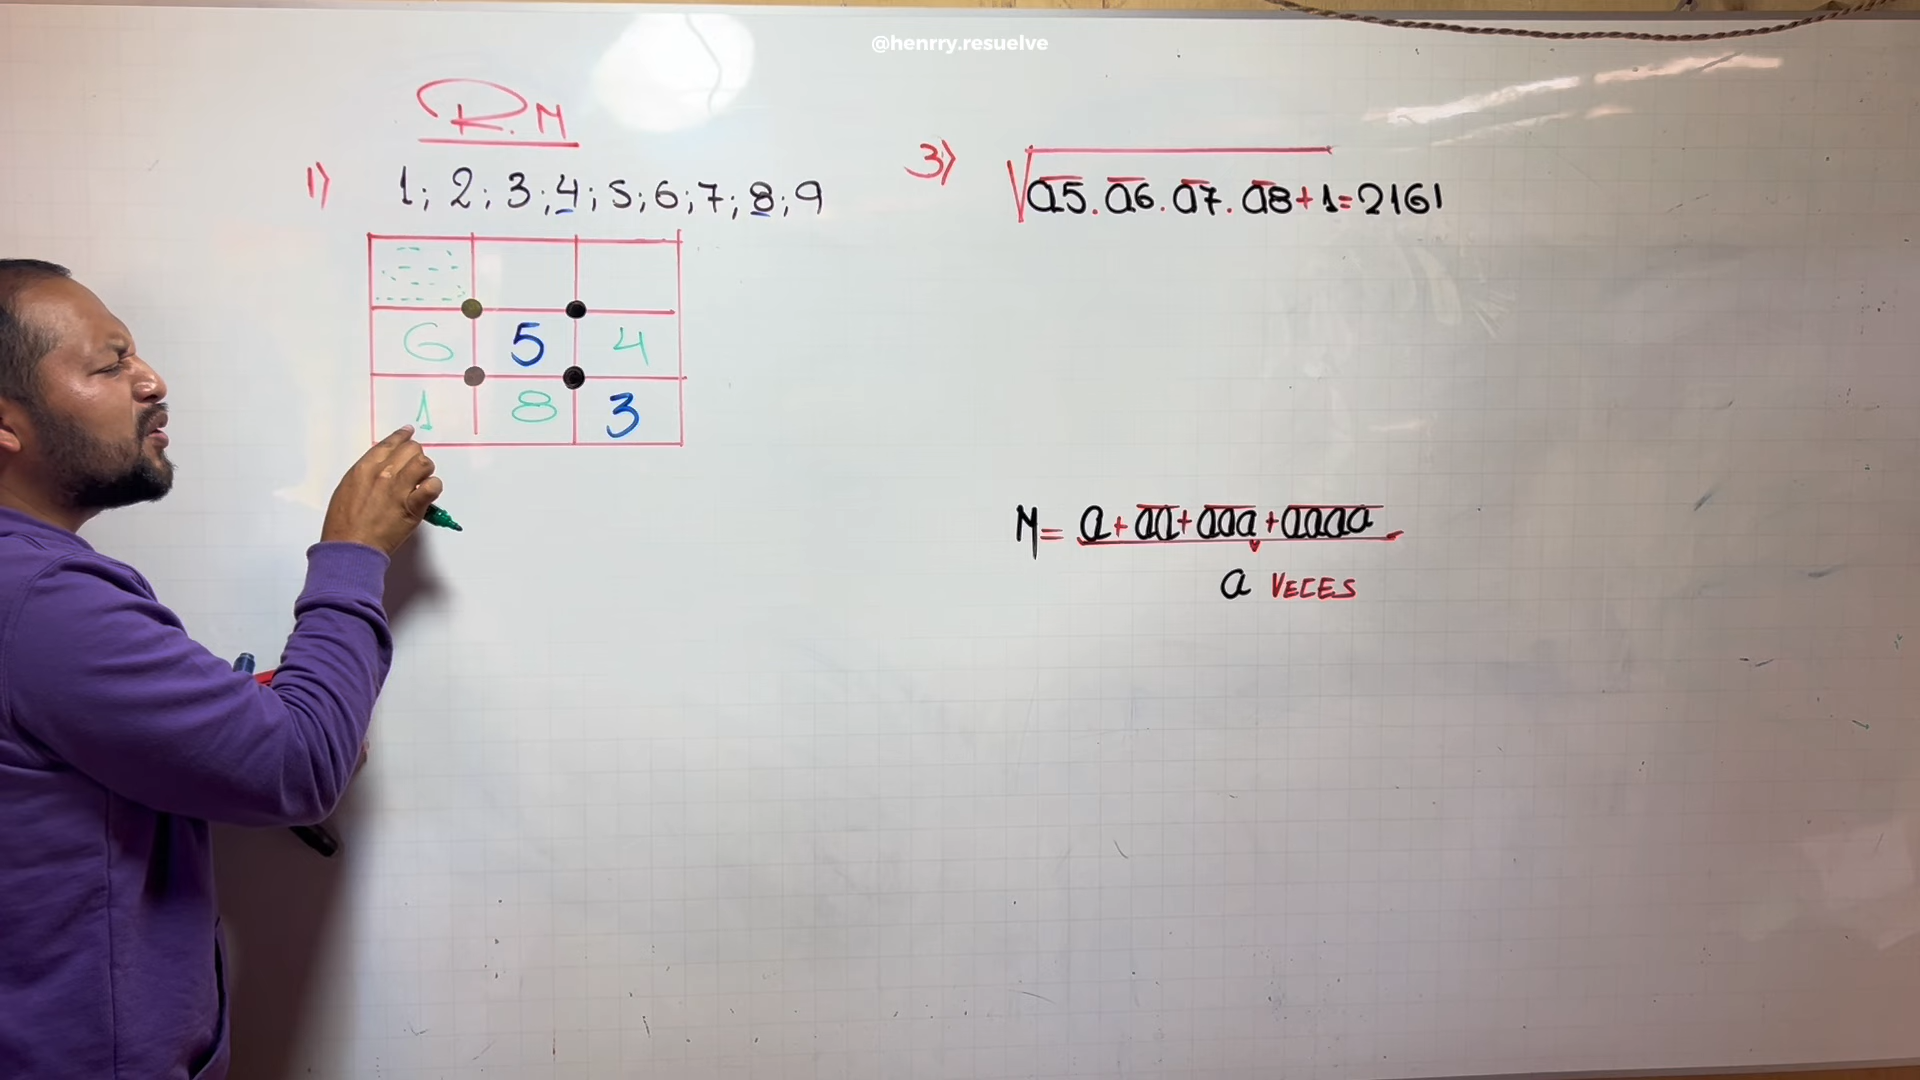 @henrry.resuelve
R.M
1) 1; 2; 3; 4; 5; 6; 7; 8; 9
6 5 4
1 8 3
3) √a5.a6.a7.a8+1=2161
M= a+aa+aaa+aaaa
a VECES